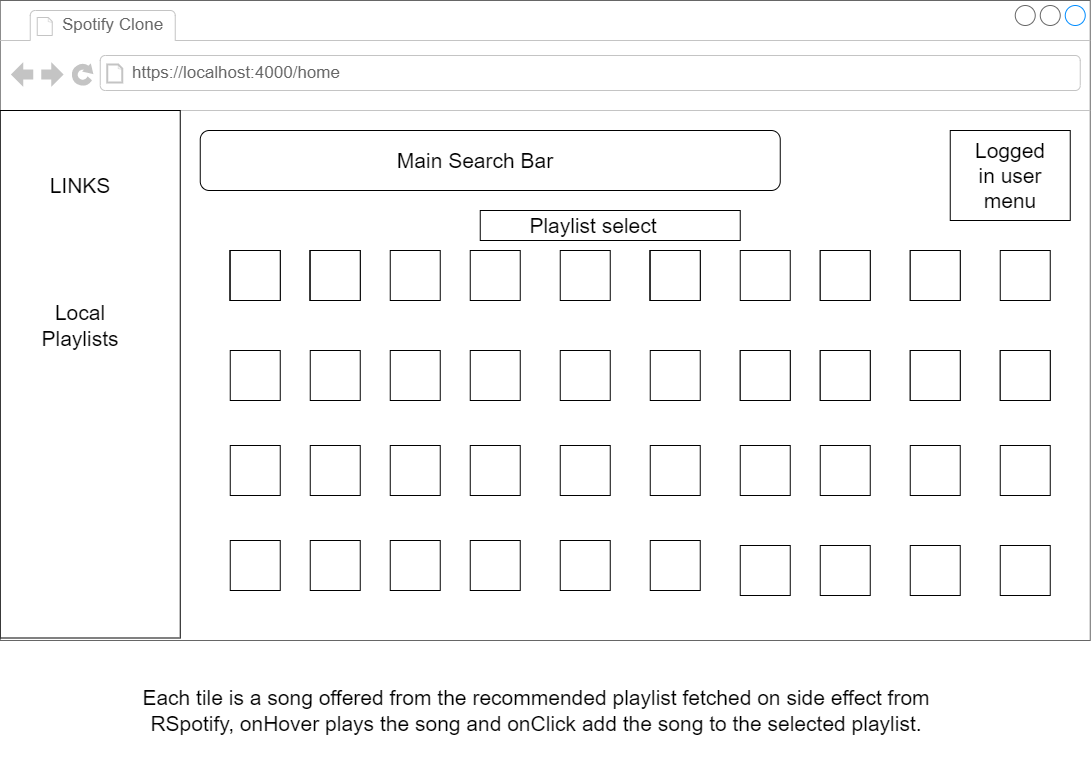 Spotify Clone
https://localhost:4000/home
LINKS
Local
Playlists
Main Search Bar
Logged
in user
menu
Playlist select
Each tile is a song offered from the recommended playlist fetched on side effect from
RSpotify, onHover plays the song and onClick add the song to the selected playlist.